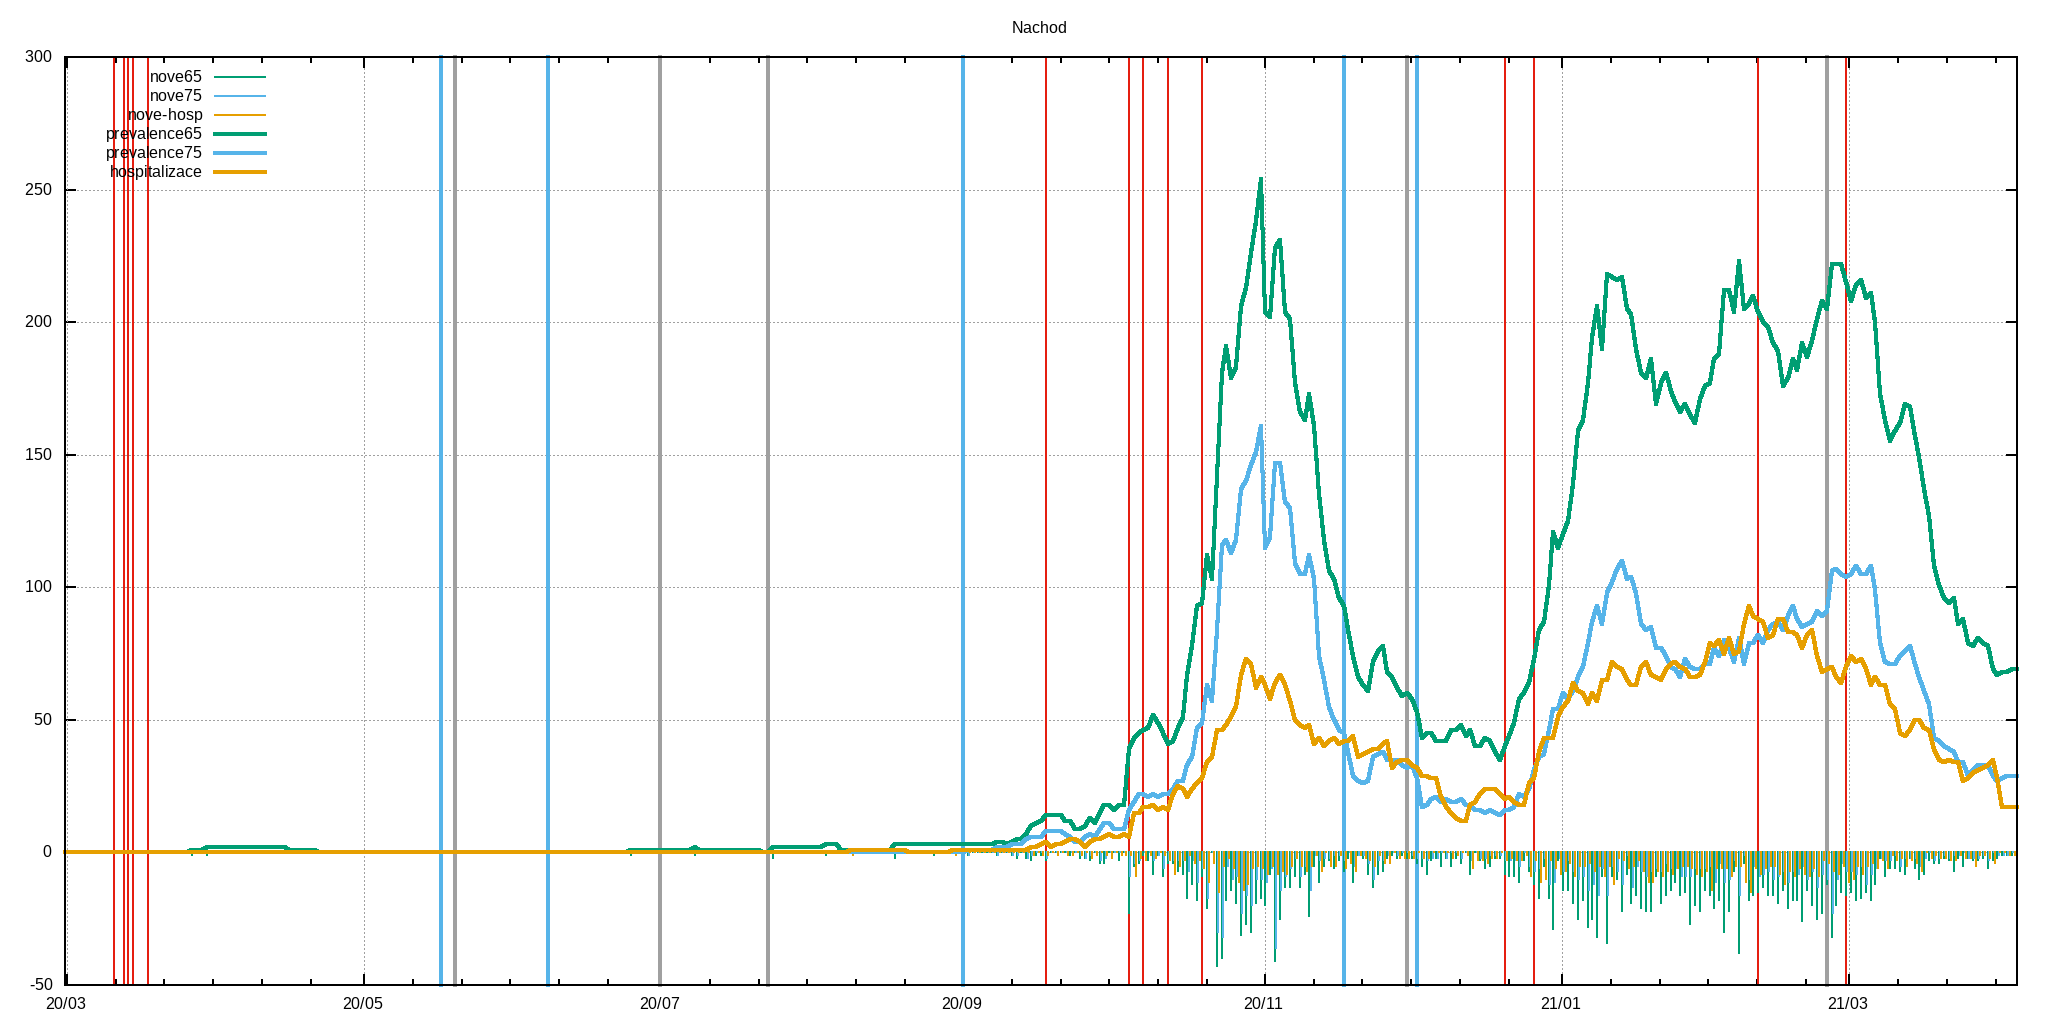 Nachod
300
250
200
150
100
50
0
-50
nove65
nove75
nove-hosp
prevalence65
prevalence75
hospitalizace
20/03 20/05 20/07 20/09 20/11 21/01 21/03